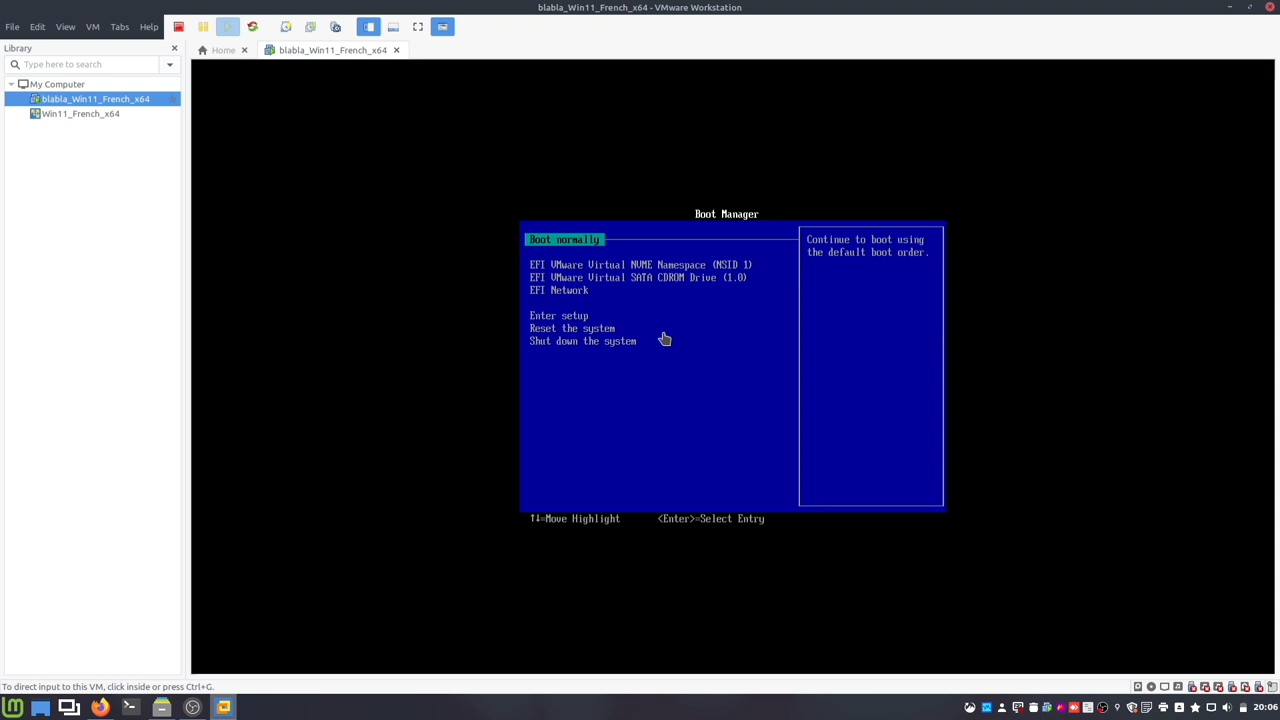 blabla_Win11_French_x64 - VMware Workstation
File Edit View VM Tabs Help
Library
Home
blabla_Win11_French_x64
Type here to search
My Computer
blabla_Win11_French_x64
Win11_French_x64
Boot Manager
Boot normally
EFI VMware Virtual NVME Namespace (NSID 1)
EFI VMware Virtual SATA CDROM Drive (1.0)
EFI Network
Enter setup
Reset the system
Shut down the system
Continue to boot using
the default boot order.
↑↓=Move Highlight <Enter>=Select Entry
To direct input to this VM, click inside or press Ctrl+G.
20:06